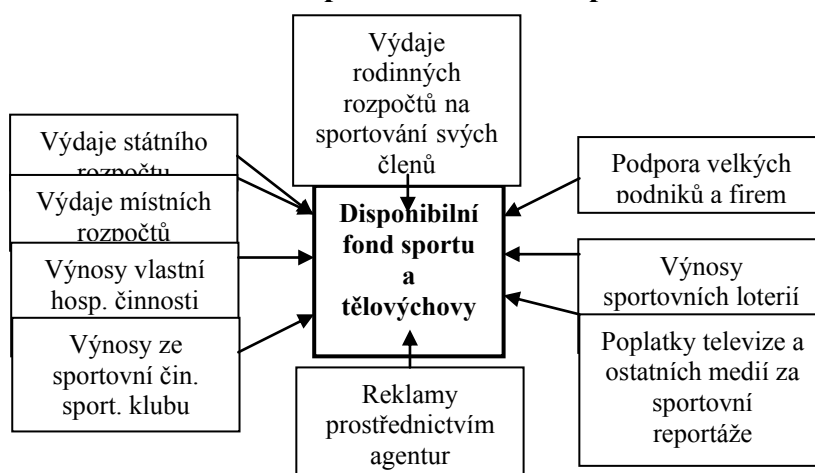 Výdaje
rodinných
rozpočtů na
sportování svých
členů
Výdaje státního
rozpočtu
Výdaje místních
rozpočtů
Výnosy vlastní
hosp. činnosti
Výnosy ze
sportovní čin.
sport. klubu
Disponibilní
fond sportu
a
tělovýchovy
Podpora velkých
podniků a firem
Výnosy
sportovních loterií
Poplatky televize a
ostatních medií za
sportovní
reportáže
Reklamy
prostřednictvím
agentur